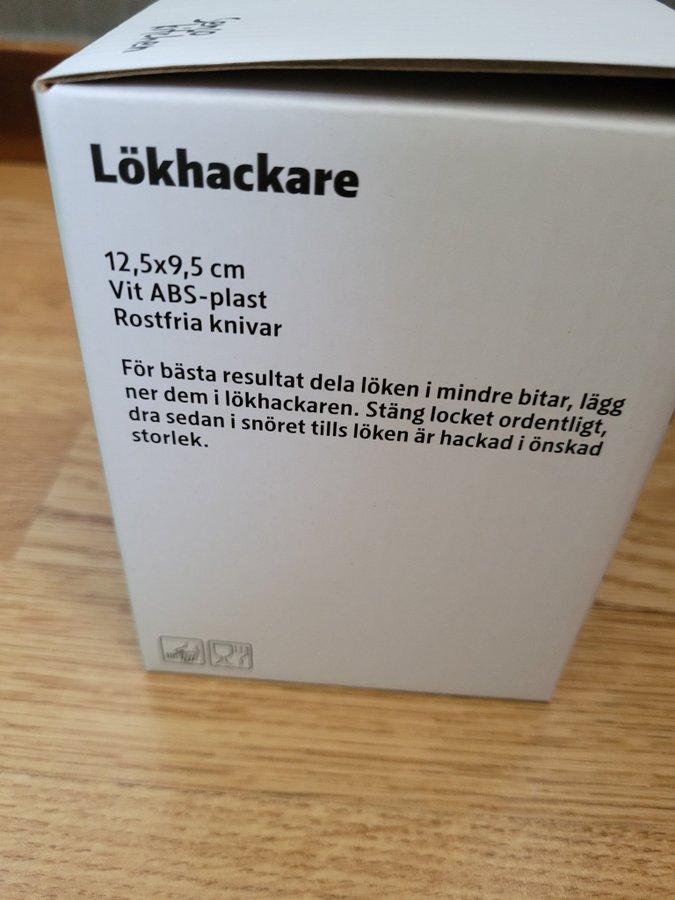 Lökhackare
12,5x9,5 cm
Vit ABS-plast
Rostfria knivar
För bästa resultat dela löken i mindre bitar, lägg
ner dem i lökhackaren. Stäng locket ordentligt,
dra sedan i snöret tills löken är hackad i önskad
storlek.